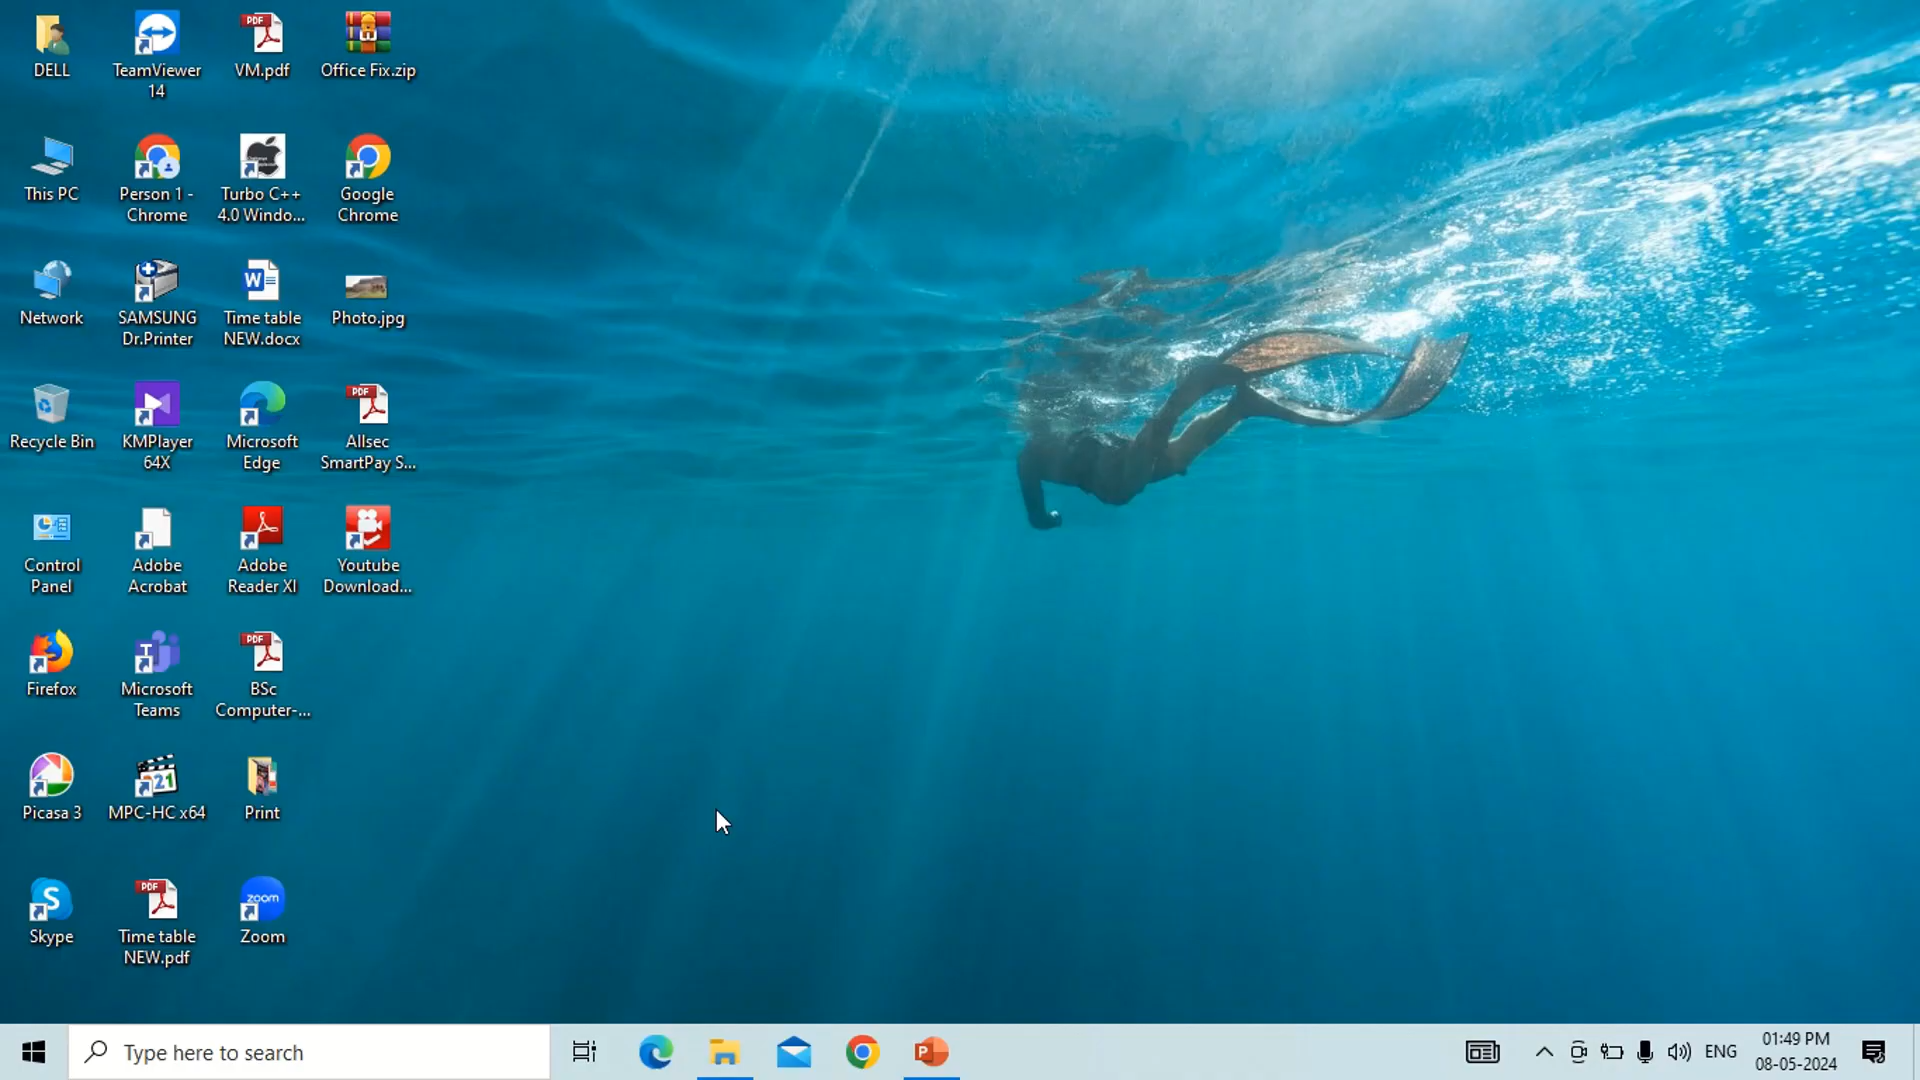 DELL
TeamViewer
14
VM.pdf
Office Fix.zip
This PC
Person 1 -
Chrome
Turbo C++
4.0 Windo...
Google
Chrome
Network
SAMSUNG
Dr.Printer
Time table
NEW.docx
Photo.jpg
Recycle Bin
KMPlayer
64X
Microsoft
Edge
Allsec
SmartPay S...
Control
Panel
Adobe
Acrobat
Adobe
Reader XI
Youtube
Download...
Firefox
Microsoft
Teams
BSc
Computer-...
Picasa 3
MPC-HC x64
Print
Skype
Time table
NEW.pdf
Zoom
Type here to search
ENG
01:49 PM
08-05-2024